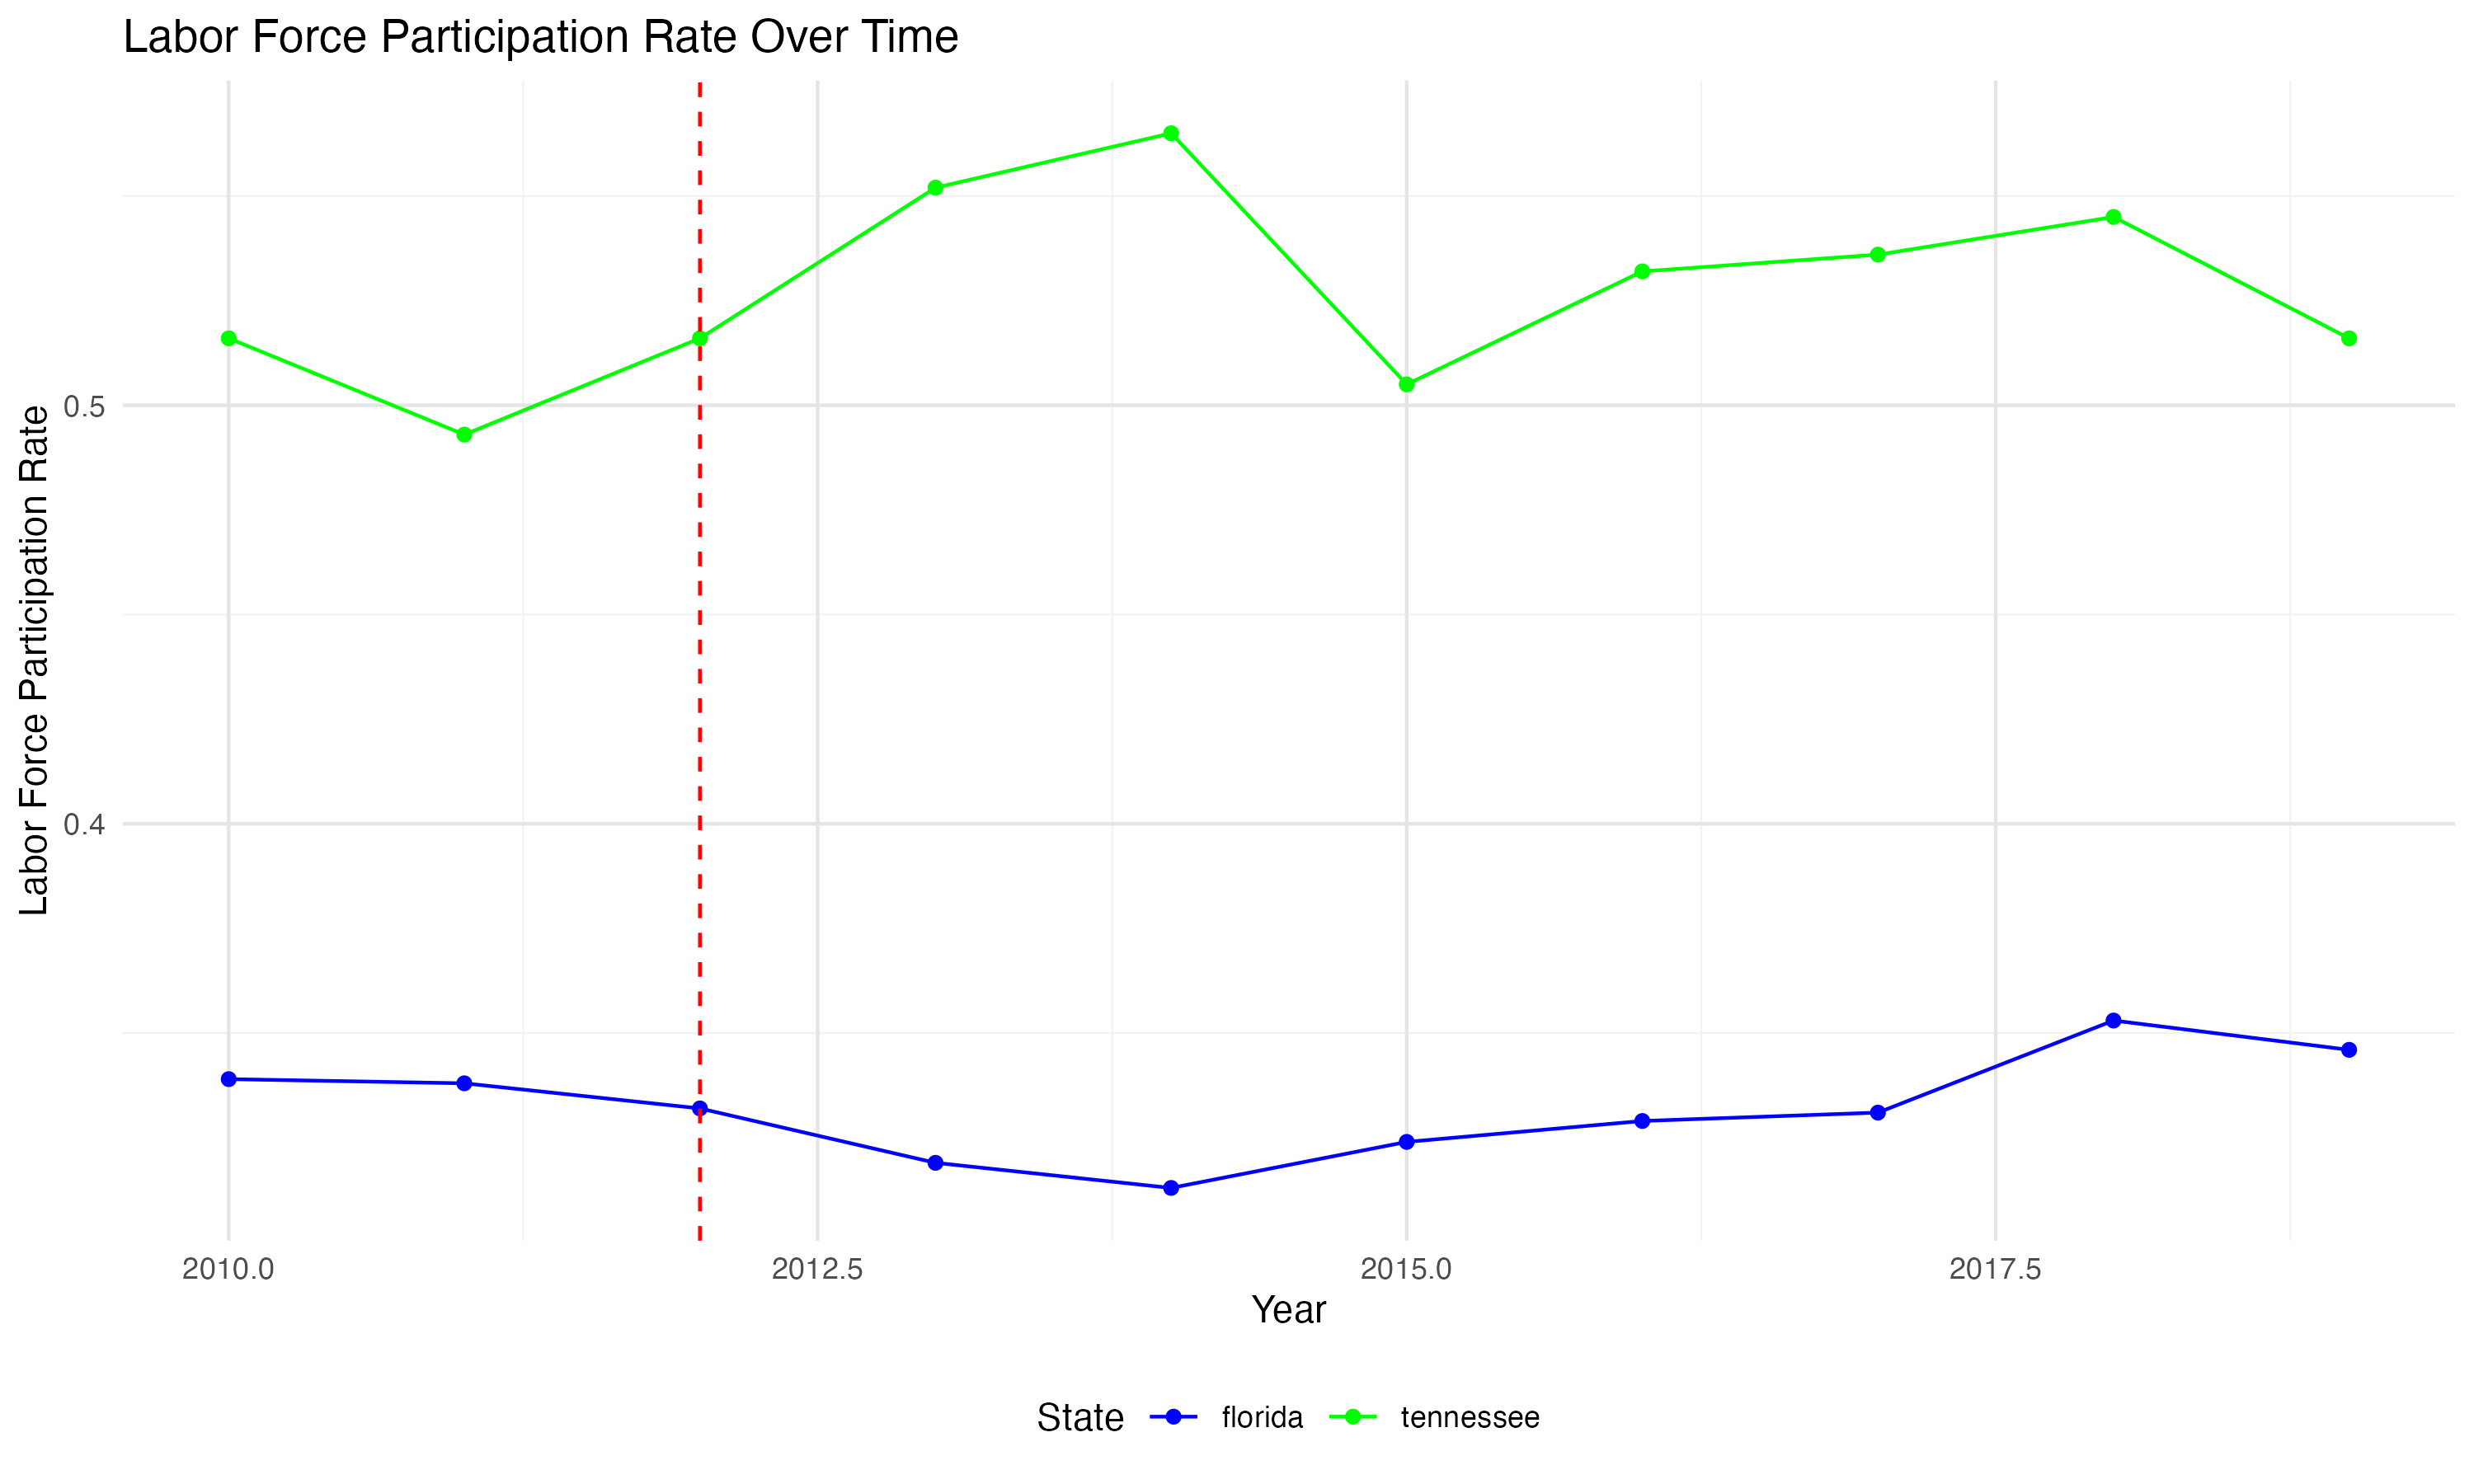 Labor Force Participation Rate Over Time
Labor Force Participation Rate
0.5
0.4
2010.0
2012.5
2015.0
2017.5
Year
State
florida
tennessee